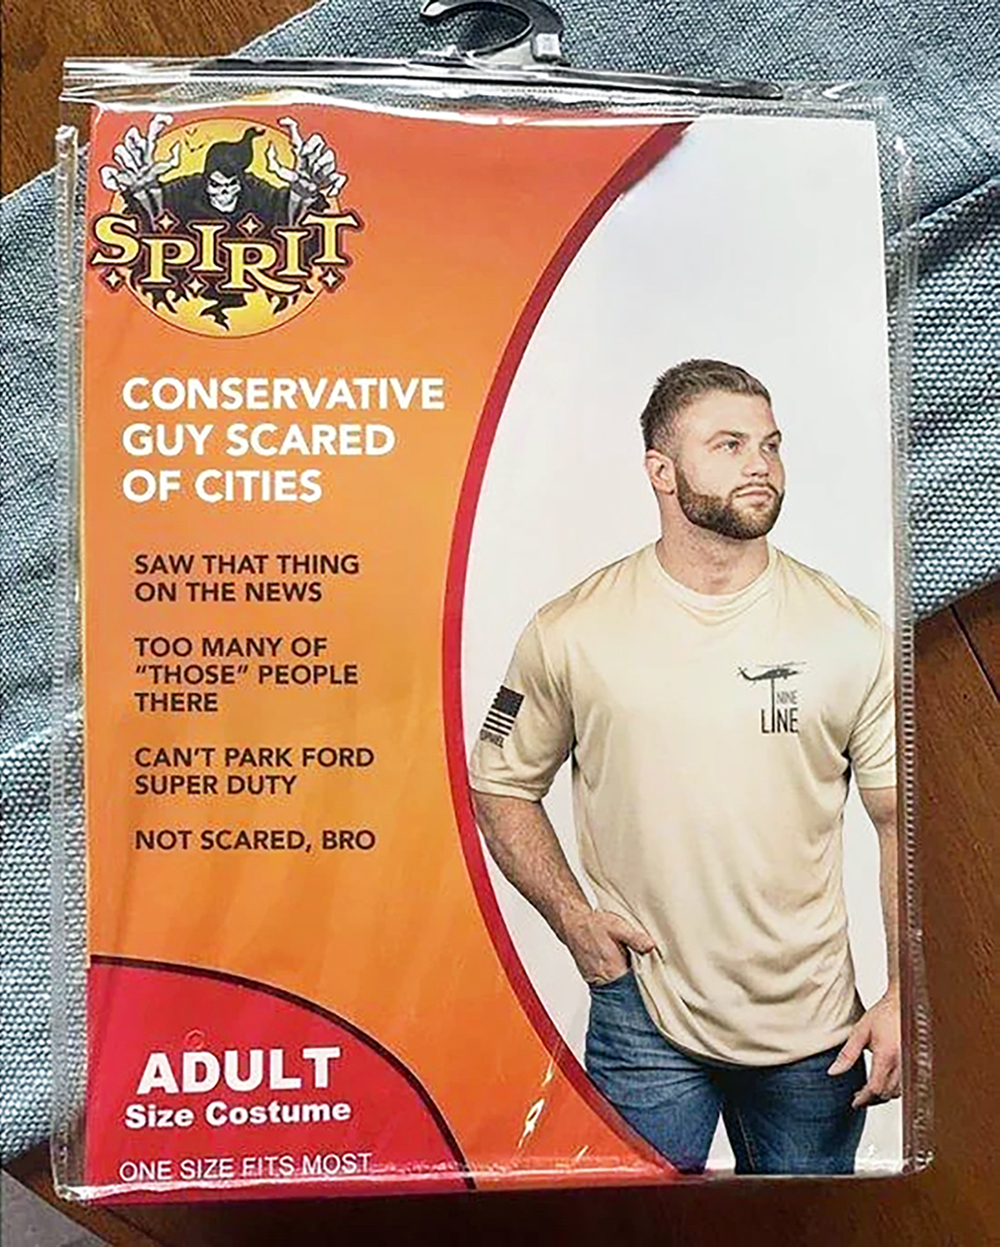 SPIRIT
CONSERVATIVE
GUY SCARED
OF CITIES
SAW THAT THING
ON THE NEWS
TOO MANY OF
“THOSE” PEOPLE
THERE
CAN’T PARK FORD
SUPER DUTY
NOT SCARED, BRO
NINE
LINE
APPAREL
ADULT
Size Costume
ONE SIZE FITS MOST